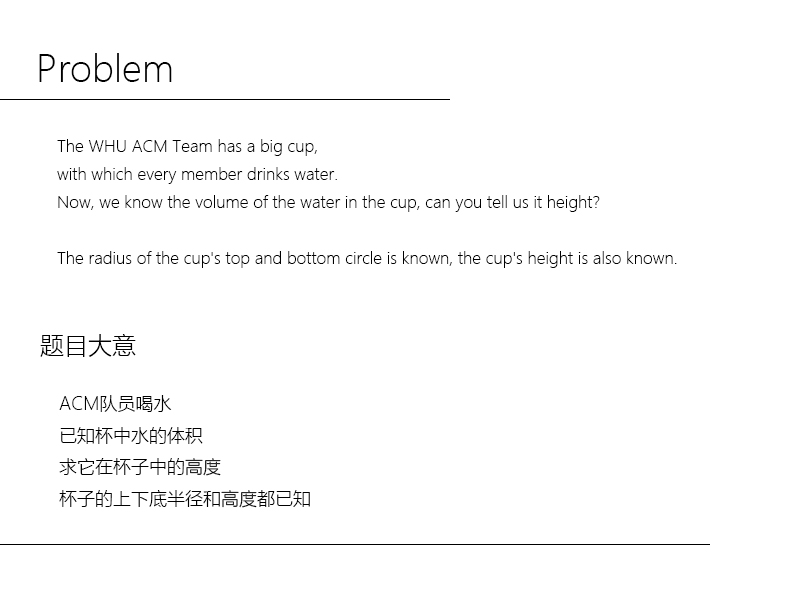 Problem
The WHU ACM Team has a big cup,
with which every member drinks water.
Now, we know the volume of the water in the cup, can you tell us it height?
The radius of the cup's top and bottom circle is known, the cup's height is also known.
题目大意
ACM队员喝水
已知杯中水的体积
求它在杯子中的高度
杯子的上下底半径和高度都已知